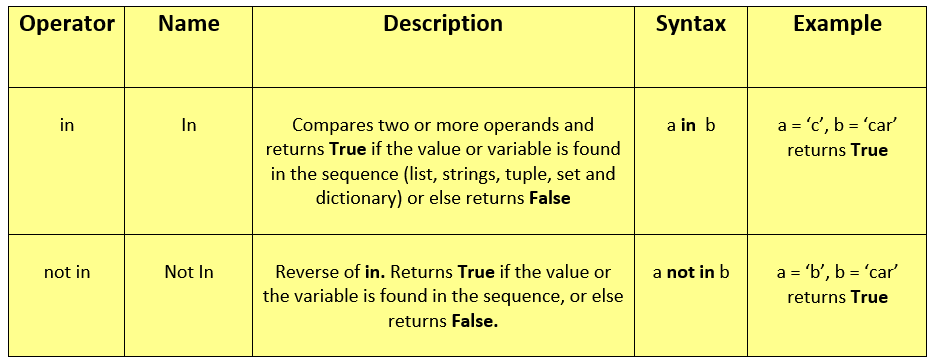 Operator Name Description Syntax Example
in In Compares two or more operands and a in b a = ‘c’, b = ‘car’
returns True if the value or variable is found returns True
in the sequence (list, strings, tuple, set and
dictionary) or else returns False
not in Not In Reverse of in. Returns True if the value or a not in b a = ‘b’, b = ‘car’
the variable is found in the sequence, or else returns True
returns False.